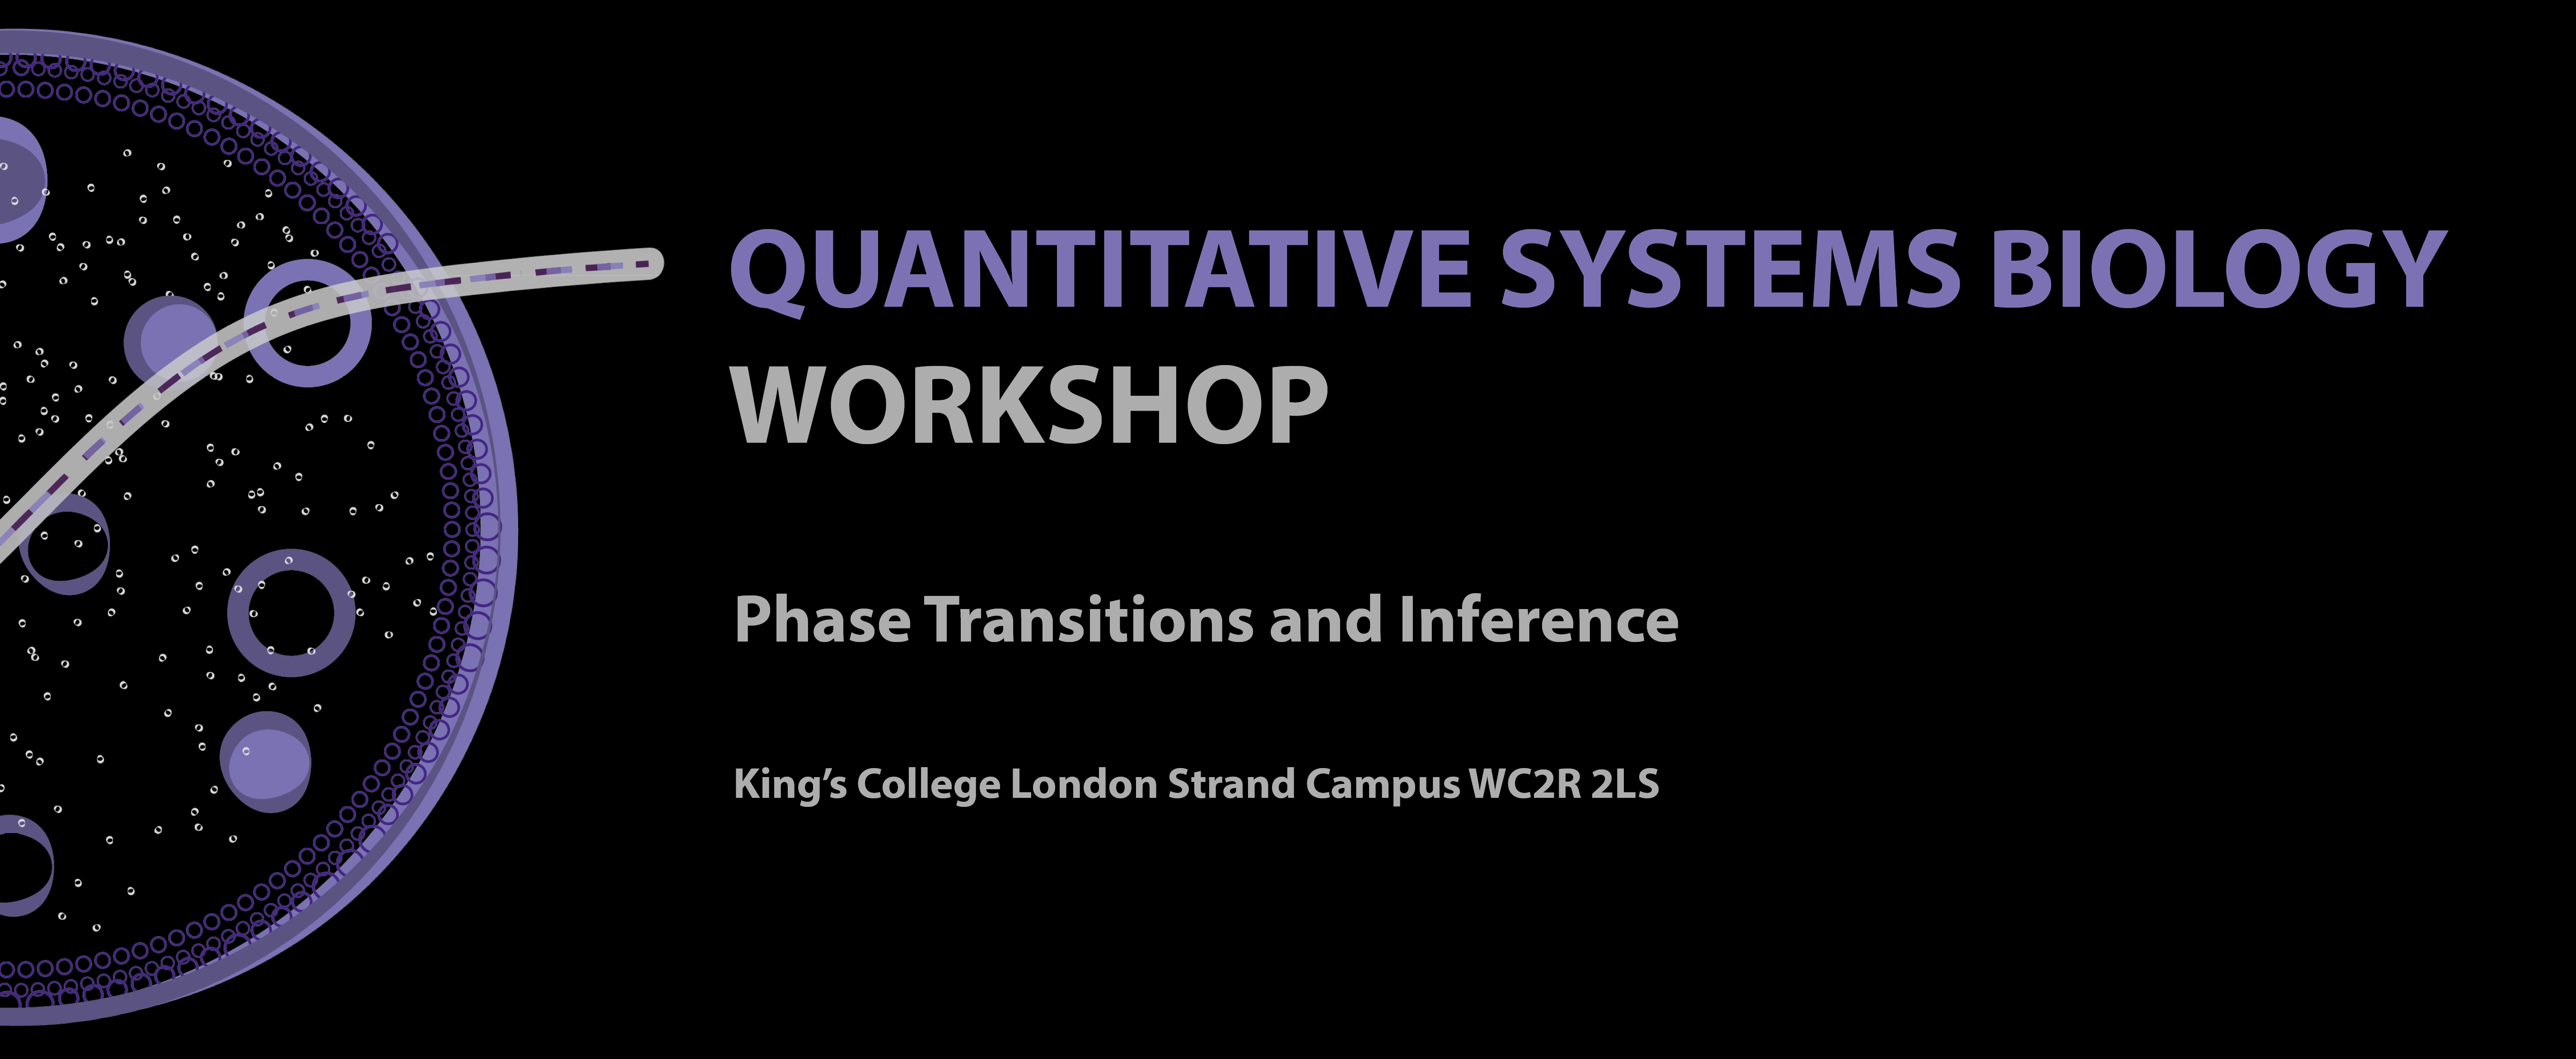 QUANTITATIVE SYSTEMS BIOLOGY
WORKSHOP
Phase Transitions and Inference
King’s College London Strand Campus WC2R 2LS